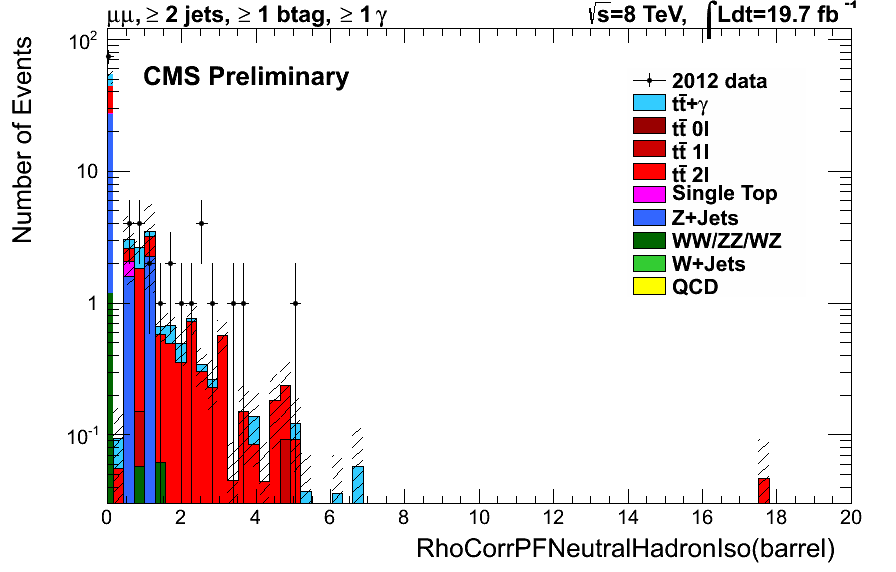 μμ, ≥ 2 jets, ≥ 1 btag, ≥ 1 γ
√s=8 TeV, ∫Ldt=19.7 fb⁻¹
CMS Preliminary
Number of Events
10²
10
1
10⁻¹
2012 data
tt̄+γ
tt̄ 0l
tt̄ 1l
tt̄ 2l
Single Top
Z+Jets
WW/ZZ/WZ
W+Jets
QCD
0 2 4 6 8 10 12 14 16 18 20
RhoCorrPFNeutralHadronIso(barrel)